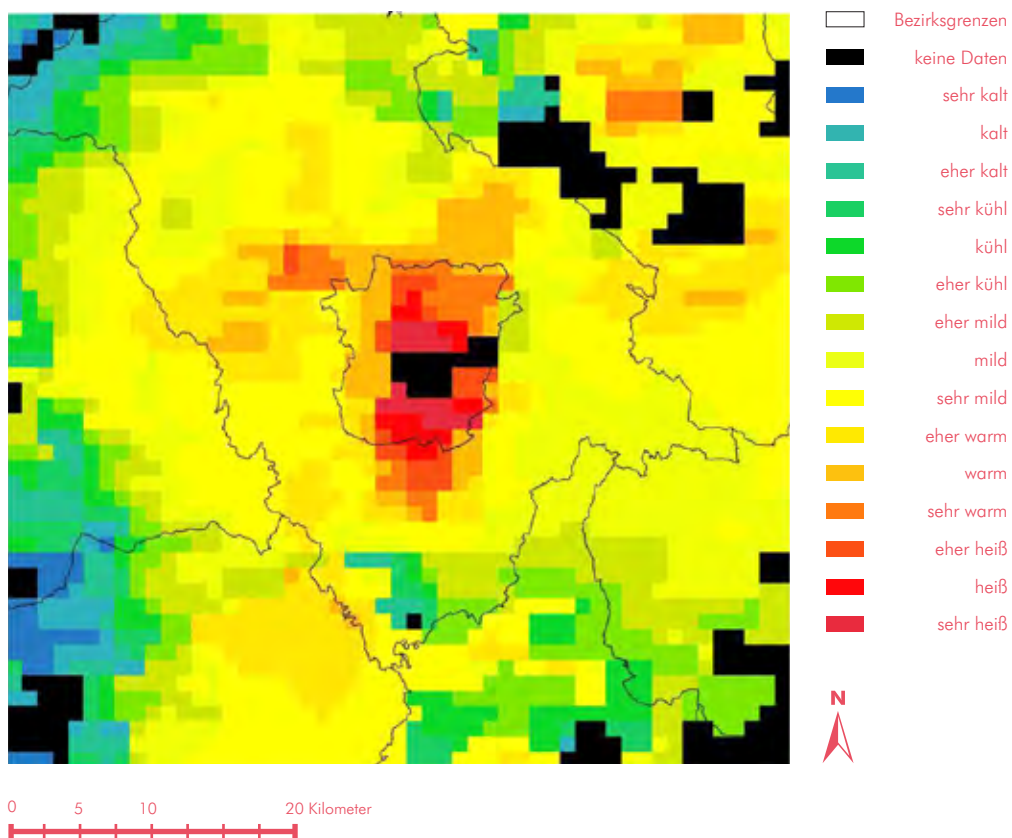 Bezirksgrenzen
keine Daten
sehr kalt
kalt
eher kalt
sehr kühl
kühl
eher kühl
eher mild
mild
sehr mild
eher warm
warm
sehr warm
eher heiß
heiß
sehr heiß
N
0 5 10 20 Kilometer